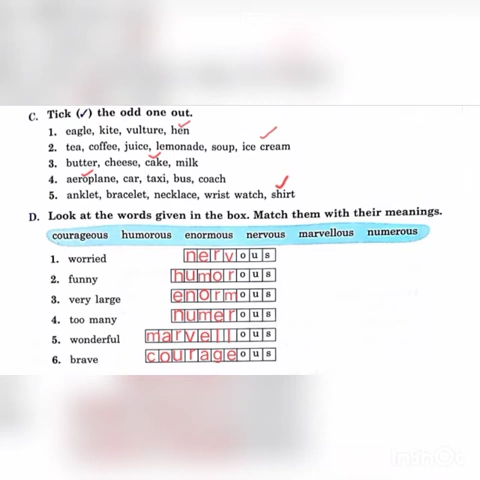 C. Tick (✓) the odd one out.
1. eagle, kite, vulture, hen
2. tea, coffee, juice, lemonade, soup, ice cream
3. butter, cheese, cake, milk
4. aeroplane, car, taxi, bus, coach
5. anklet, bracelet, necklace, wrist watch, shirt
D. Look at the words given in the box. Match them with their meanings.
courageous humorous enormous nervous marvellous numerous
1. worried nervous
2. funny humorous
3. very large enormous
4. too many numerous
5. wonderful marvellous
6. brave courageous
InShOt